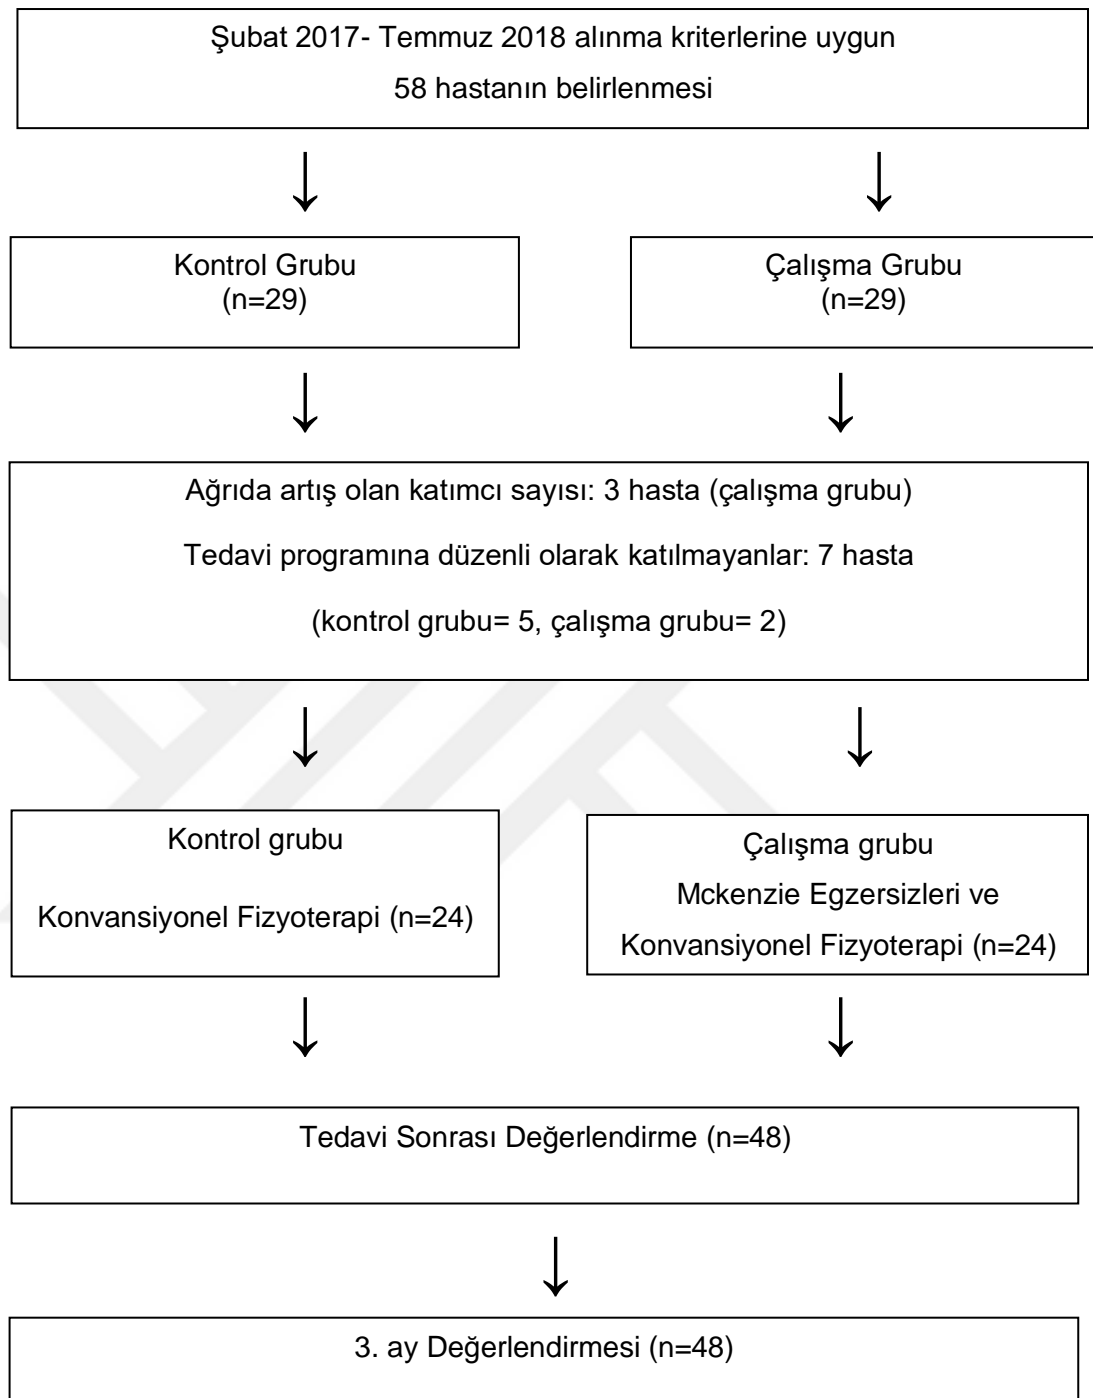 Şubat 2017- Temmuz 2018 alınma kriterlerine uygun
58 hastanın belirlenmesi
Kontrol Grubu
(n=29)
Çalışma Grubu
(n=29)
Ağrıda artış olan katımcı sayısı: 3 hasta (çalışma grubu)
Tedavi programına düzenli olarak katılmayanlar: 7 hasta
(kontrol grubu= 5, çalışma grubu= 2)
Kontrol grubu
Konvansiyonel Fizyoterapi (n=24)
Çalışma grubu
Mckenzie Egzersizleri ve
Konvansiyonel Fizyoterapi (n=24)
Tedavi Sonrası Değerlendirme (n=48)
3. ay Değerlendirmesi (n=48)